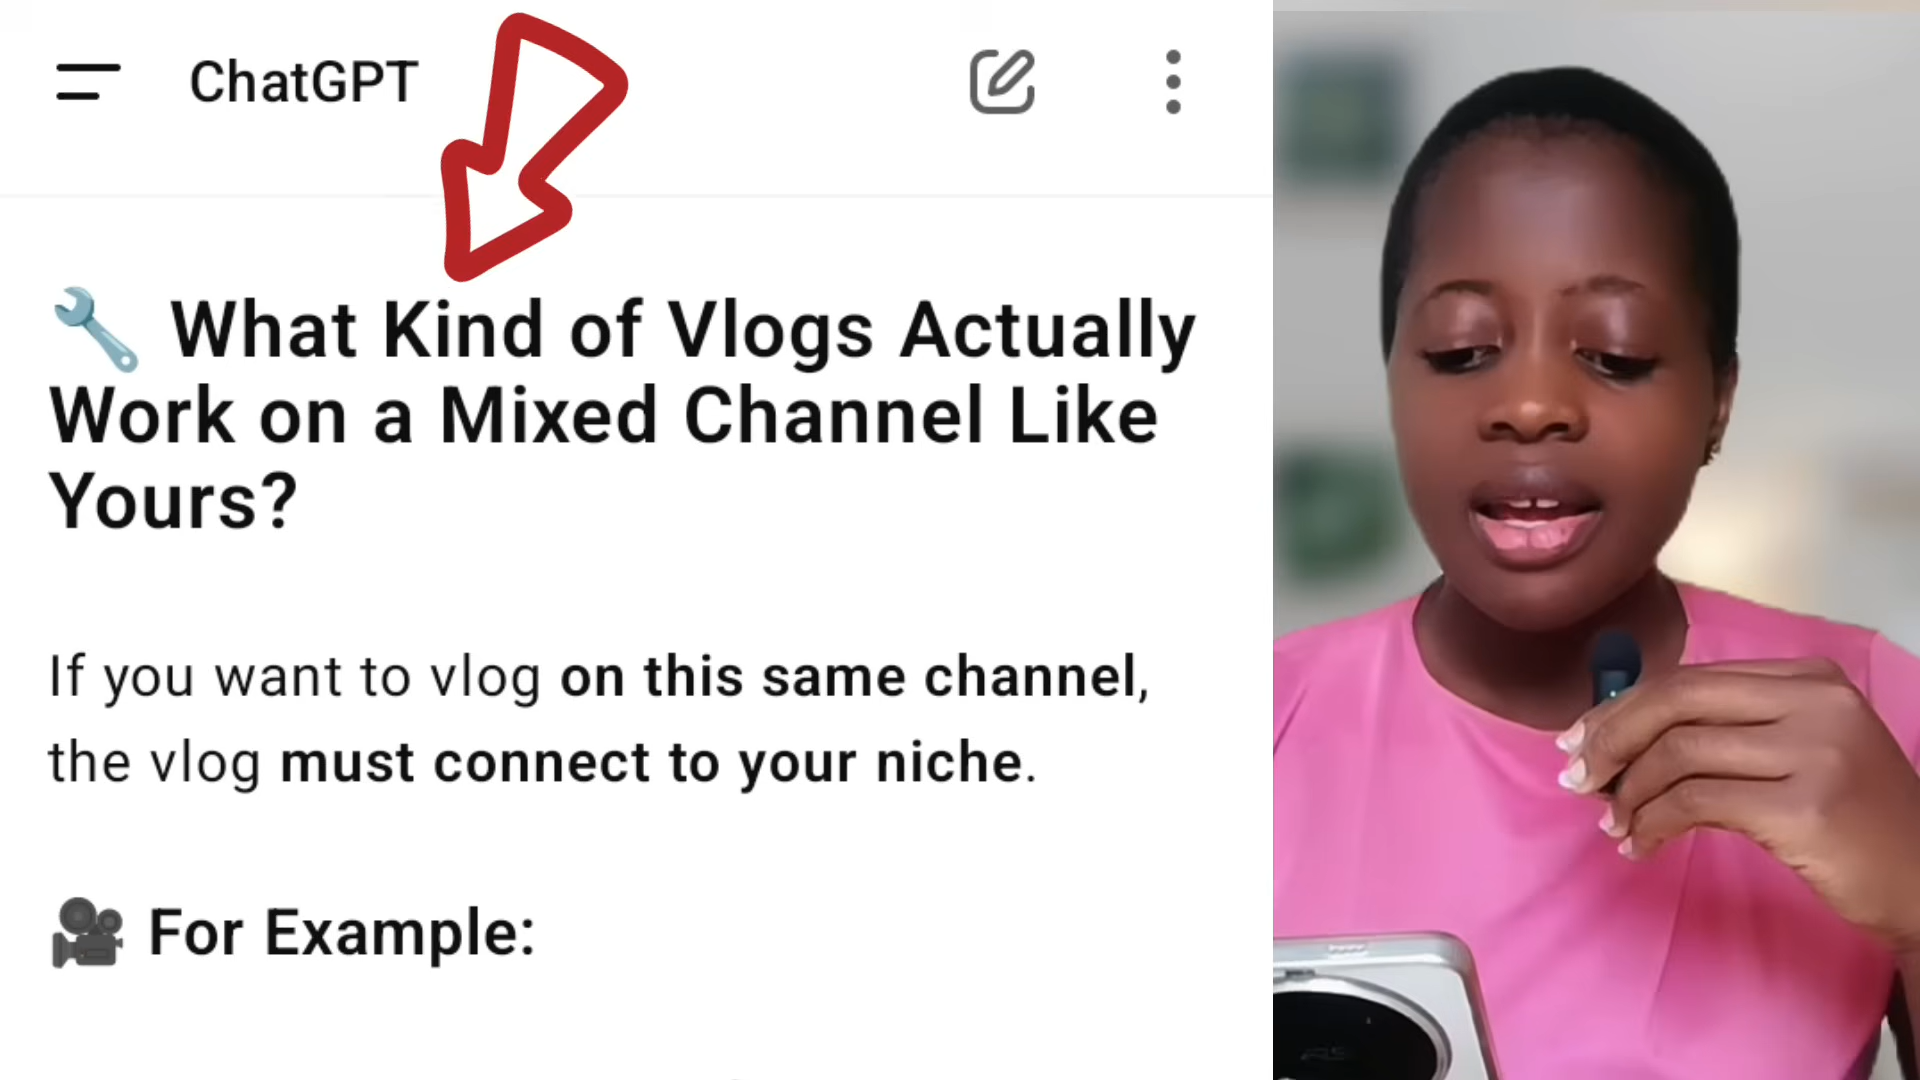 ChatGPT
🔧 What Kind of Vlogs Actually
Work on a Mixed Channel Like
Yours?
If you want to vlog on this same channel,
the vlog must connect to your niche.
🎥 For Example: